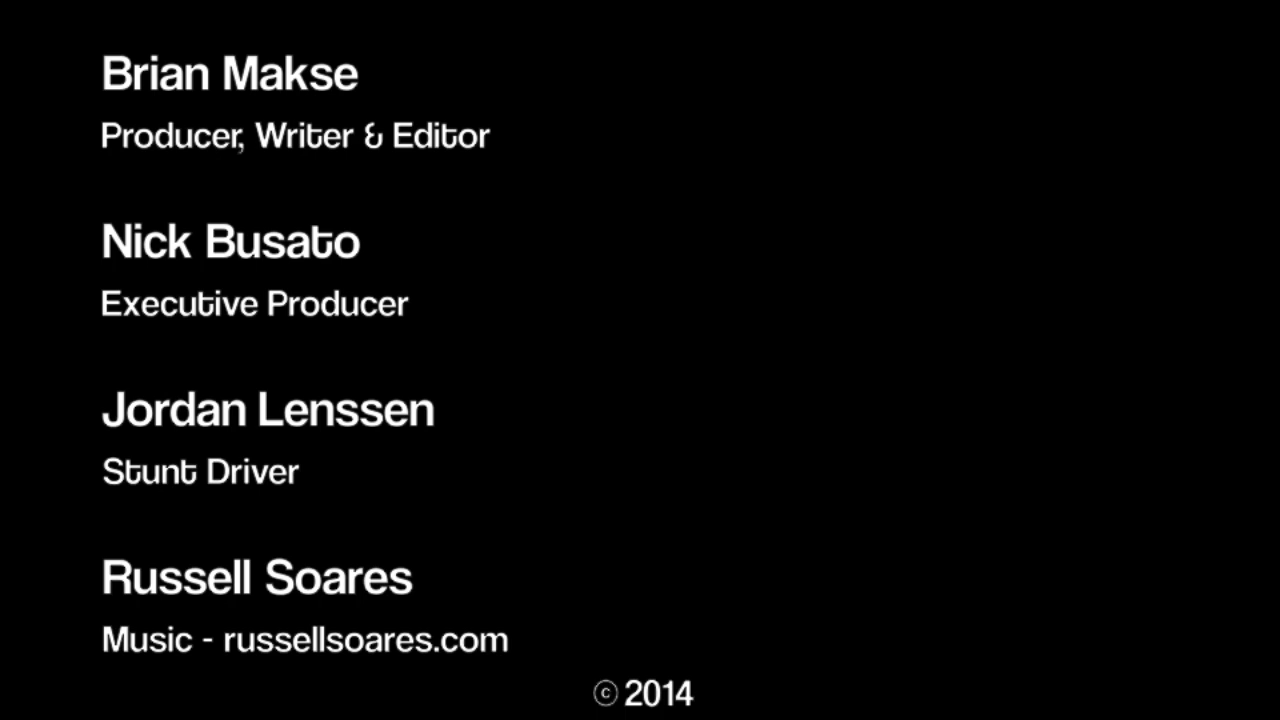 Brian Makse
Producer, Writer & Editor
Nick Busato
Executive Producer
Jordan Lenssen
Stunt Driver
Russell Soares
Music - russellsoares.com
© 2014